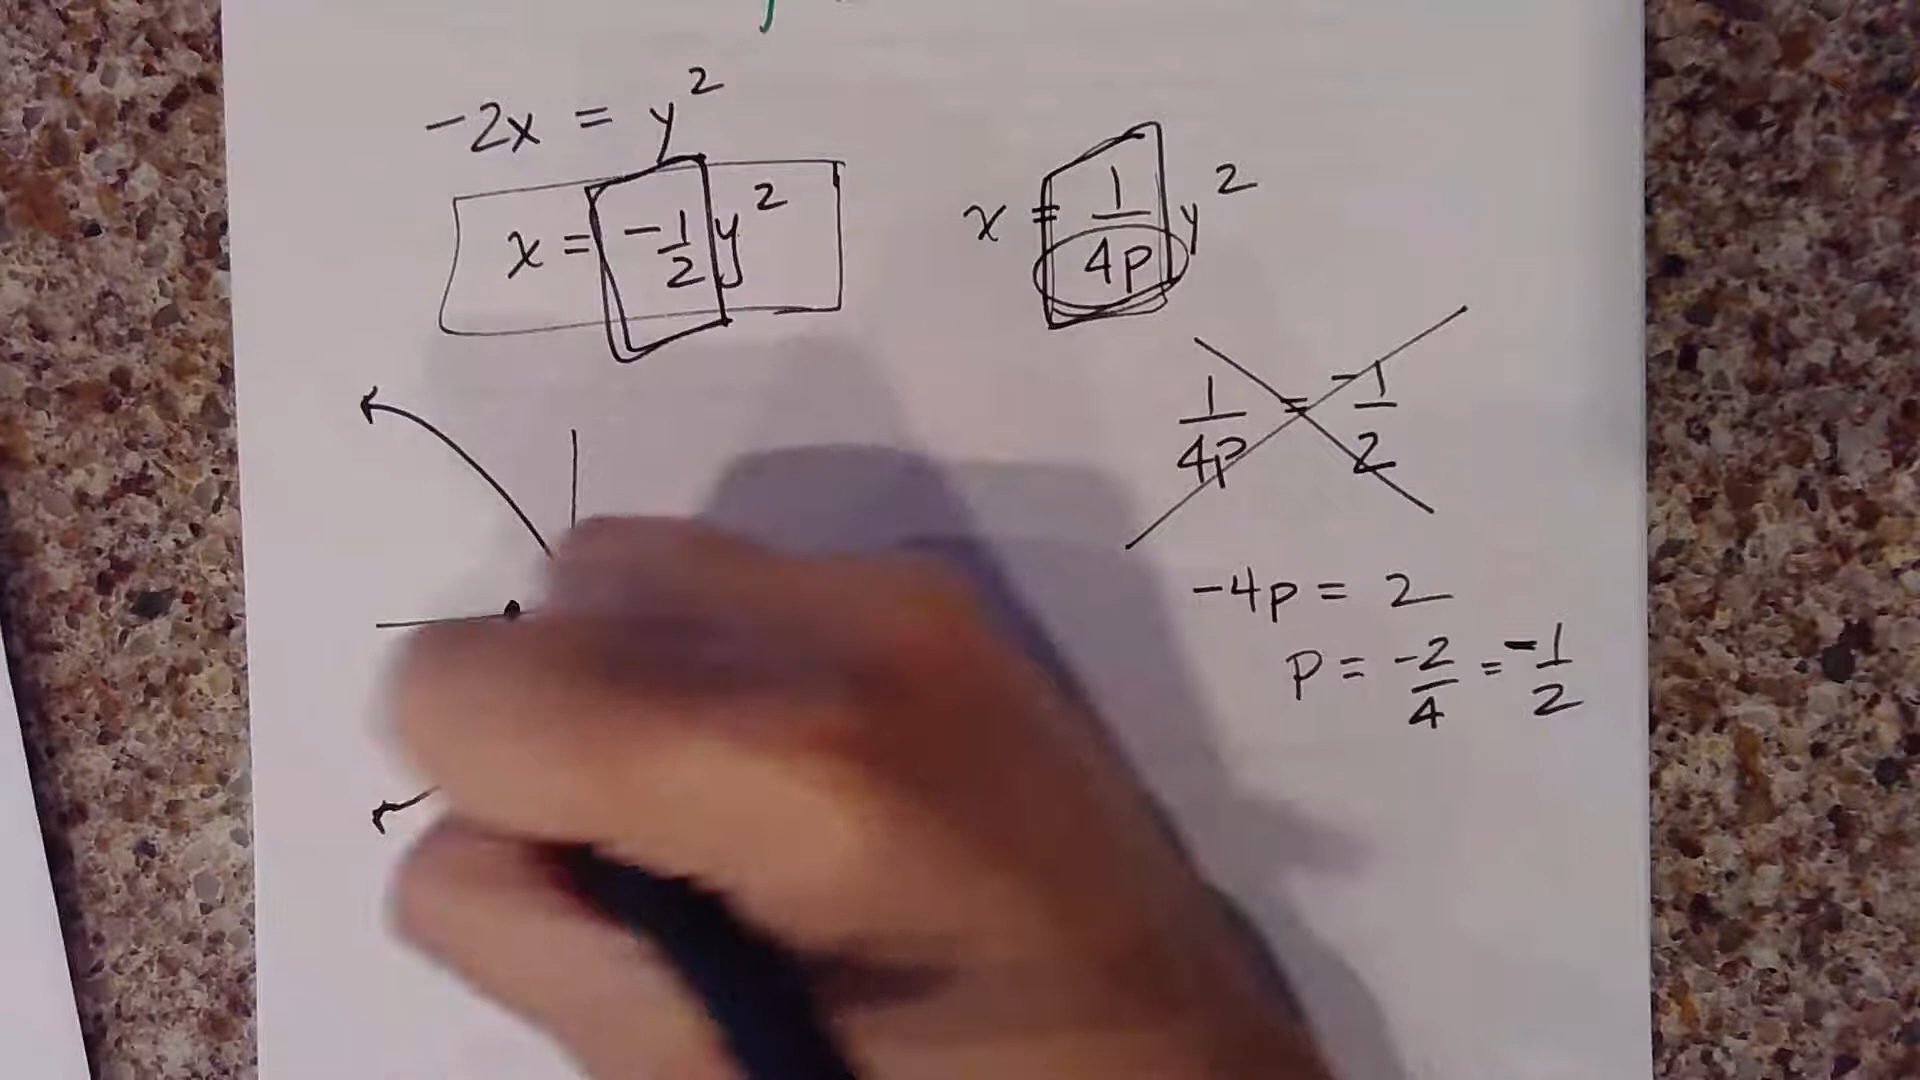 -2x = y²
x = -1/2 y²
x = 1/4p y²
1/4p = -1/2
-4p = 2
p = -2/4 = -1/2